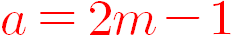 a = 2m − 1